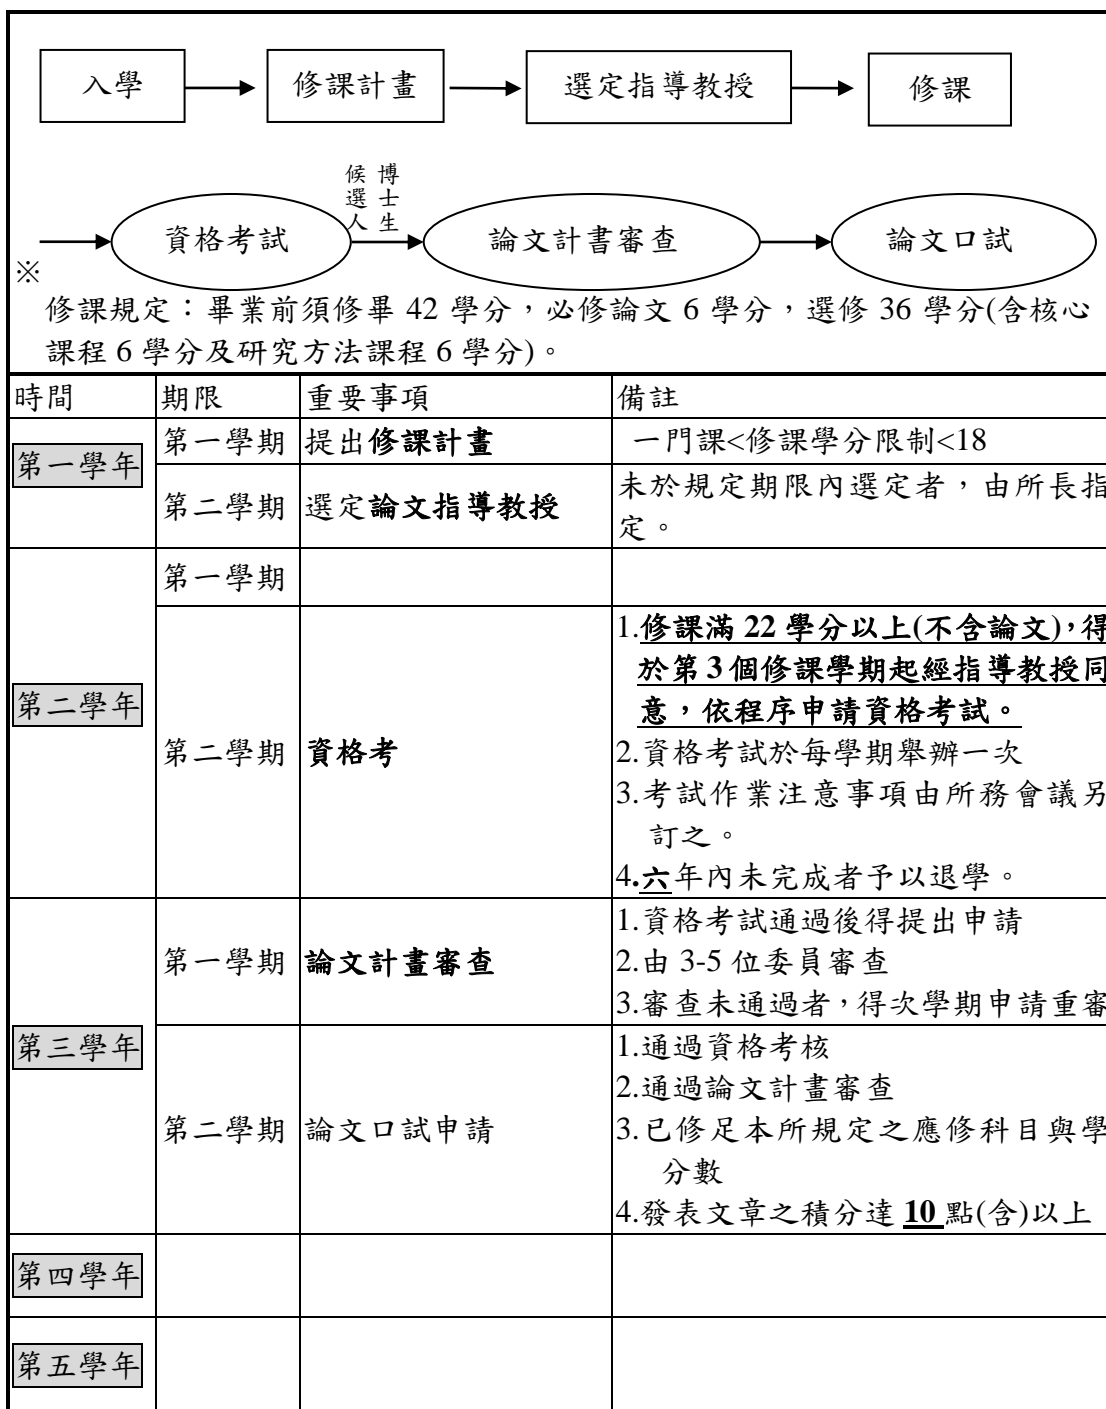 入學 修課計畫 選定指導教授 修課
博士生
候選人
資格考試 論文計書審查 論文口試
※
修課規定：畢業前須修畢 42 學分，必修論文 6 學分，選修 36 學分(含核心
課程 6 學分及研究方法課程 6 學分)。
時間 期限 重要事項 備註
第一學年
第一學期 提出修課計畫 一門課<修課學分限制<18
第二學期 選定論文指導教授 未於規定期限內選定者，由所長指
定。
第二學年
第一學期
第二學期 資格考
1.修課滿 22 學分以上(不含論文)，得
於第 3 個修課學期起經指導教授同
意，依程序申請資格考試。
2.資格考試於每學期舉辦一次
3.考試作業注意事項由所務會議另
訂之。
4.六年內未完成者予以退學。
第三學年
第一學期 論文計畫審查
1.資格考試通過後得提出申請
2.由 3-5 位委員審查
3.審查未通過者，得次學期申請重審
第二學期 論文口試申請
1.通過資格考核
2.通過論文計畫審查
3.已修足本所規定之應修科目與學
分數
4.發表文章之積分達 10 點(含)以上
第四學年
第五學年